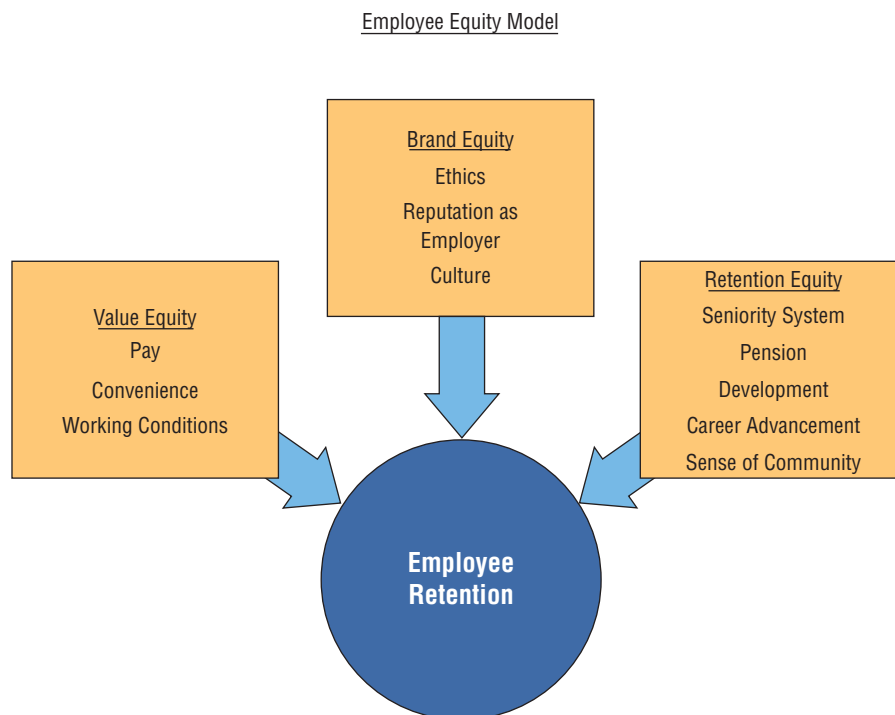 Employee Equity Model
Brand Equity
Ethics
Reputation as
Employer
Culture
Value Equity
Pay
Convenience
Working Conditions
Retention Equity
Seniority System
Pension
Development
Career Advancement
Sense of Community
Employee
Retention